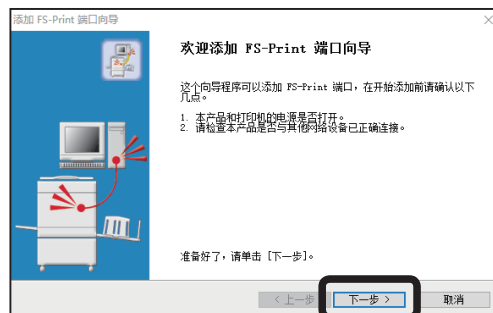 添加 FS-Print 端口向导
欢迎添加 FS-Print 端口向导
这个向导程序可以添加 FS-Print 端口，在开始添加前请确认以下
几点。
1. 本产品和打印机的电源是否打开。
2. 请检查本产品是否与其他网络设备已正确连接。
准备好了，请单击 [下一步]。
< 上一步
下一步 >
取消